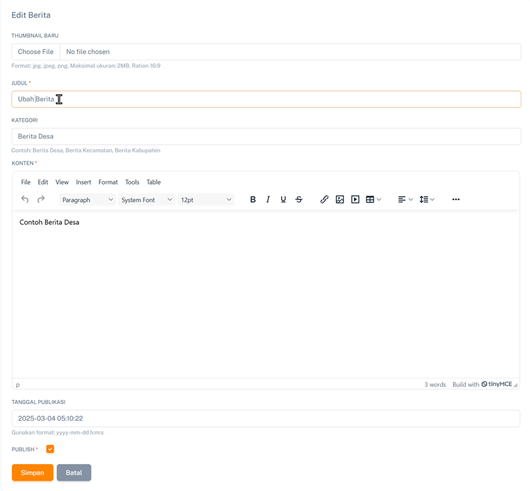 Edit Berita
THUMBNAIL BARU
Choose File No file chosen
Format: jpg, jpeg, png. Maksimal ukuran: 2MB. Ration 16:9
JUDUL *
Ubah Berita
KATEGORI
Berita Desa
Contoh: Berita Desa, Berita Kecamatan, Berita Kabupaten
KONTEN *
File Edit View Insert Format Tools Table
Paragraph System Font 12pt B I U S
Contoh Berita Desa
p 3 words Build with tinyMCE
TANGGAL PUBLIKASI
2025-03-04 05:10:22
Gunakan format: yyyy-mm-dd h:m:s
PUBLISH *
Simpan Batal